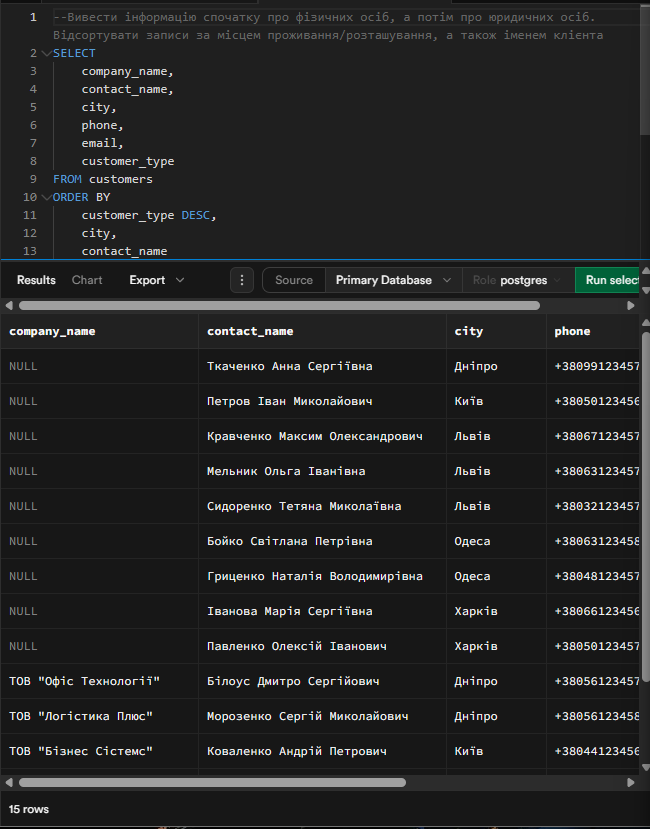 1 --Вивести інформацію спочатку про фізичних осіб, а потім про юридичних осіб.
Відсортувати записи за місцем проживання/розташування, а також іменем клієнта
2 SELECT
3 company_name,
4 contact_name,
5 city,
6 phone,
7 email,
8 customer_type
9 FROM customers
10 ORDER BY
11 customer_type DESC,
12 city,
13 contact_name
Results Chart Export Source Primary Database Role postgres Run select
company_name contact_name city phone
NULL Ткаченко Анна Сергіївна Дніпро +38099123457
NULL Петров Іван Миколайович Київ +38050123456
NULL Кравченко Максим Олександрович Львів +38067123457
NULL Мельник Ольга Іванівна Львів +38063123457
NULL Сидоренко Тетяна Миколаївна Львів +38032123457
NULL Бойко Світлана Петрівна Одеса +38063123458
NULL Гриценко Наталія Володимирівна Одеса +38048123457
NULL Іванова Марія Сергіївна Харків +38066123456
NULL Павленко Олексій Іванович Харків +38050123457
ТОВ "Офіс Технології" Білоус Дмитро Сергійович Дніпро +38056123457
ТОВ "Логістика Плюс" Морозенко Сергій Миколайович Дніпро +38056123458
ТОВ "Бізнес Сістемс" Коваленко Андрій Петрович Київ +38044123456
15 rows